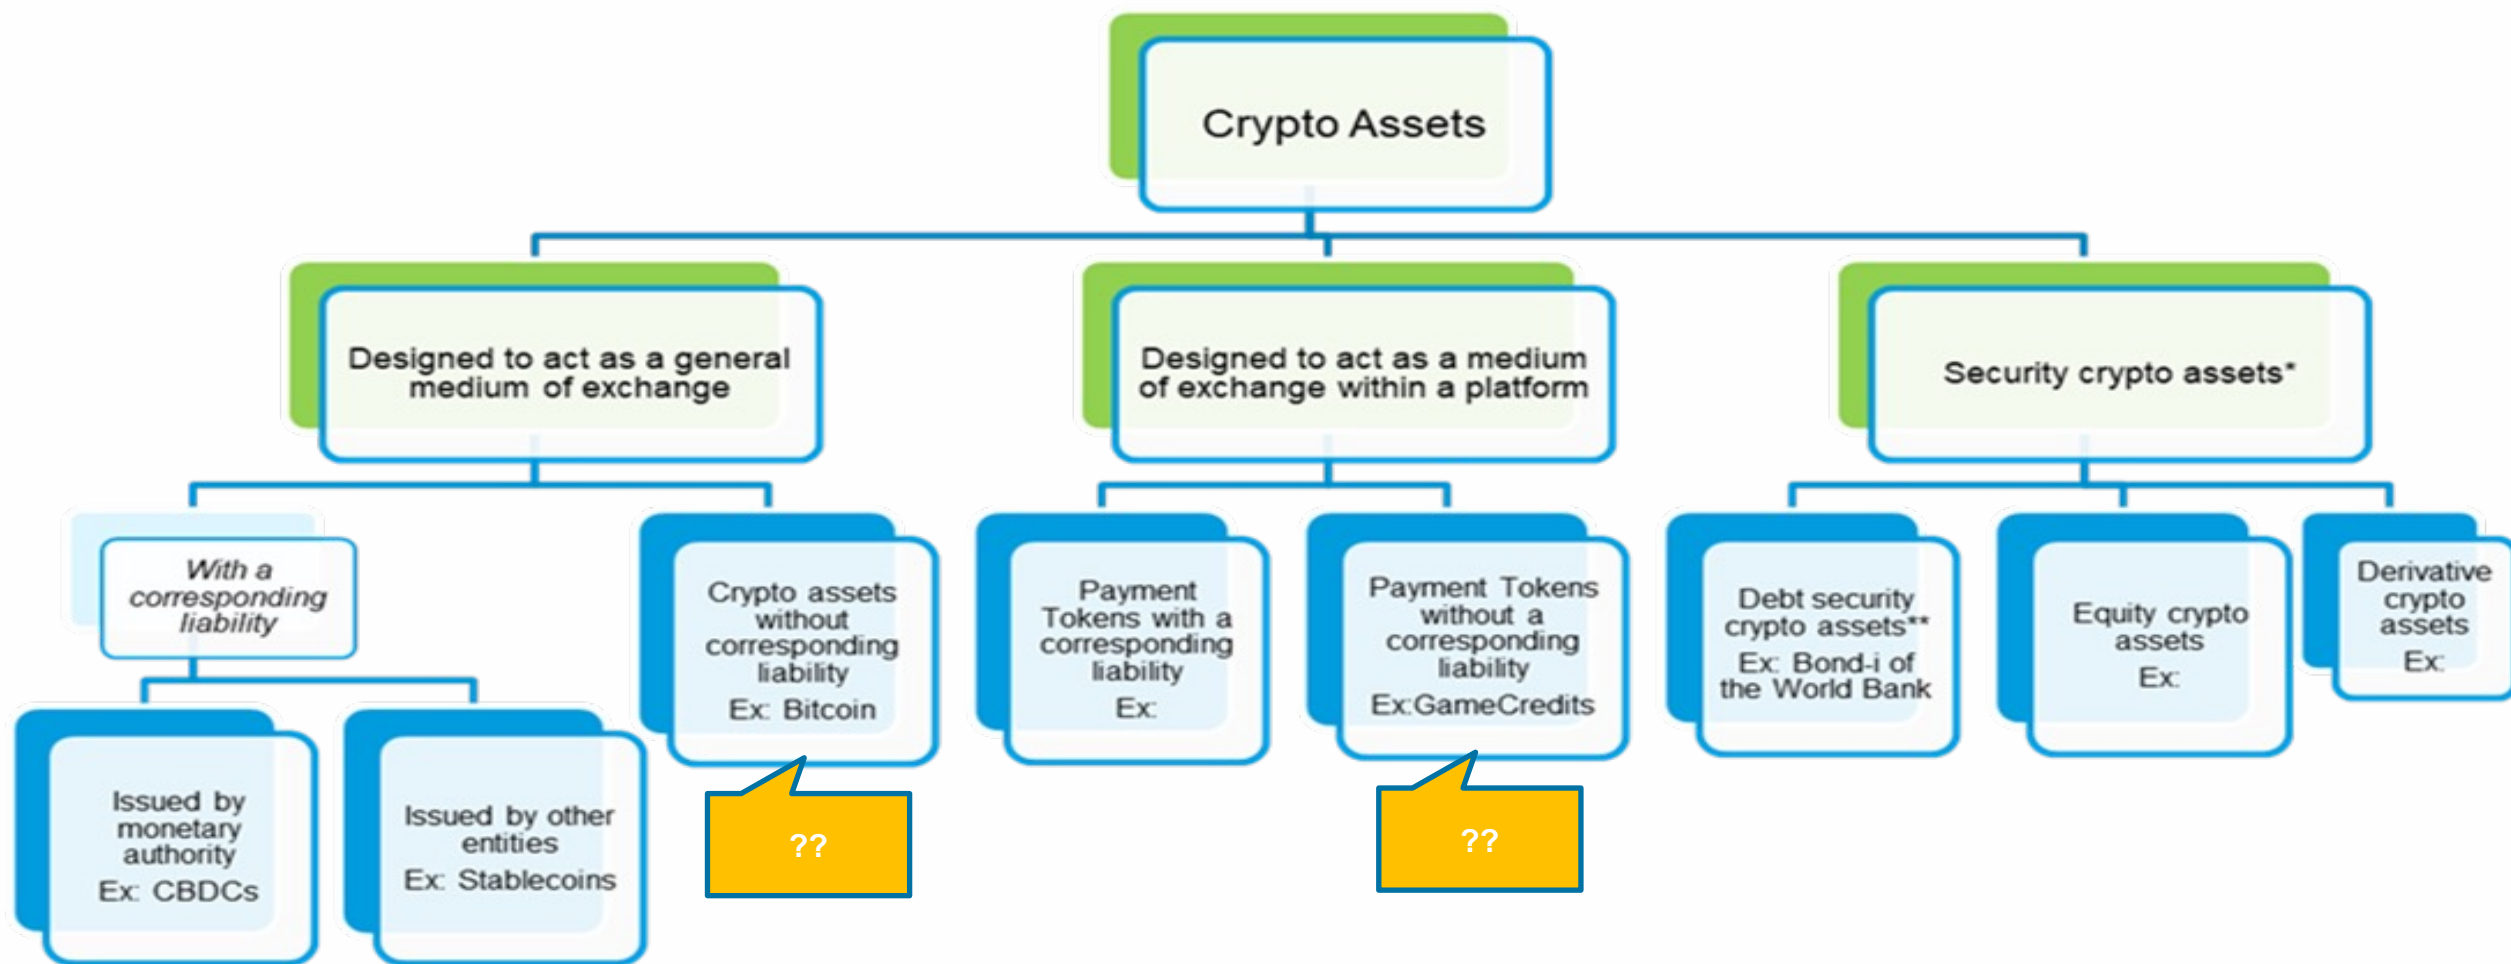 Crypto Assets
Designed to act as a general
medium of exchange
Designed to act as a medium
of exchange within a platform
Security crypto assets*
With a
corresponding
liability
Crypto assets
without
corresponding
liability
Ex: Bitcoin
Payment
Tokens with a
corresponding
liability
Ex:
Payment Tokens
without a
corresponding
liability
Ex:GameCredits
Debt security
crypto assets**
Ex: Bond-i of
the World Bank
Equity crypto
assets
Ex:
Derivative
crypto
assets
Ex:
Issued by
monetary
authority
Ex: CBDCs
Issued by other
entities
Ex: Stablecoins
??
??